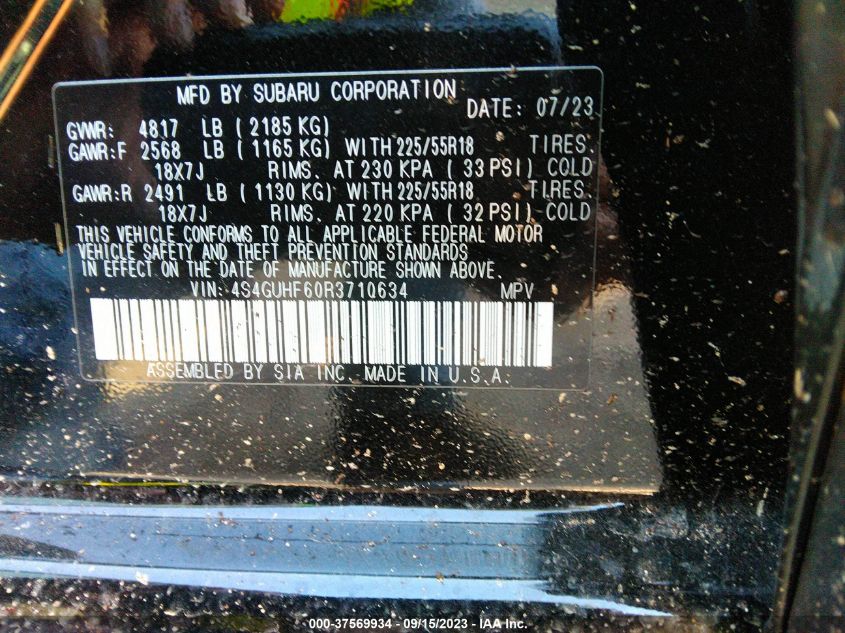 MFD BY SUBARU CORPORATION
DATE: 07/23
GVWR: 4817 LB ( 2185 KG)
GAWR:F 2568 LB ( 1165 KG) WITH 225/55R18 TIRES.
18X7J RIMS. AT 230 KPA ( 33 PSI) COLD
GAWR:R 2491 LB ( 1130 KG) WITH 225/55R18 TIRES
18X7J RIMS. AT 220 KPA ( 32 PSI) COLD
THIS VEHICLE CONFORMS TO ALL APPLICABLE FEDERAL MOTOR
VEHICLE SAFETY AND THEFT PREVENTION STANDARDS
IN EFFECT ON THE DATE OF MANUFACTURE SHOWN ABOVE.
VIN: 4S4GUHF60R3710634 MPV
ASSEMBLED BY SIA INC. MADE IN U.S.A.
000-37569934 - 09/15/2023 - IAA Inc.